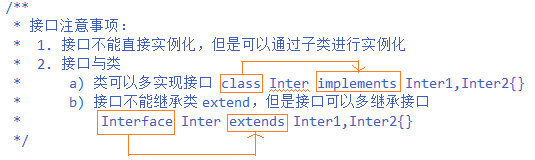 /**
* 接口注意事项：
* 1. 接口不能直接实例化，但是可以通过子类进行实例化
* 2. 接口与类
* a) 类可以多实现接口 class Inter implements Inter1,Inter2{}
* b) 接口不能继承类 extend，但是接口可以多继承接口
* Interface Inter extends Inter1,Inter2{}
*/